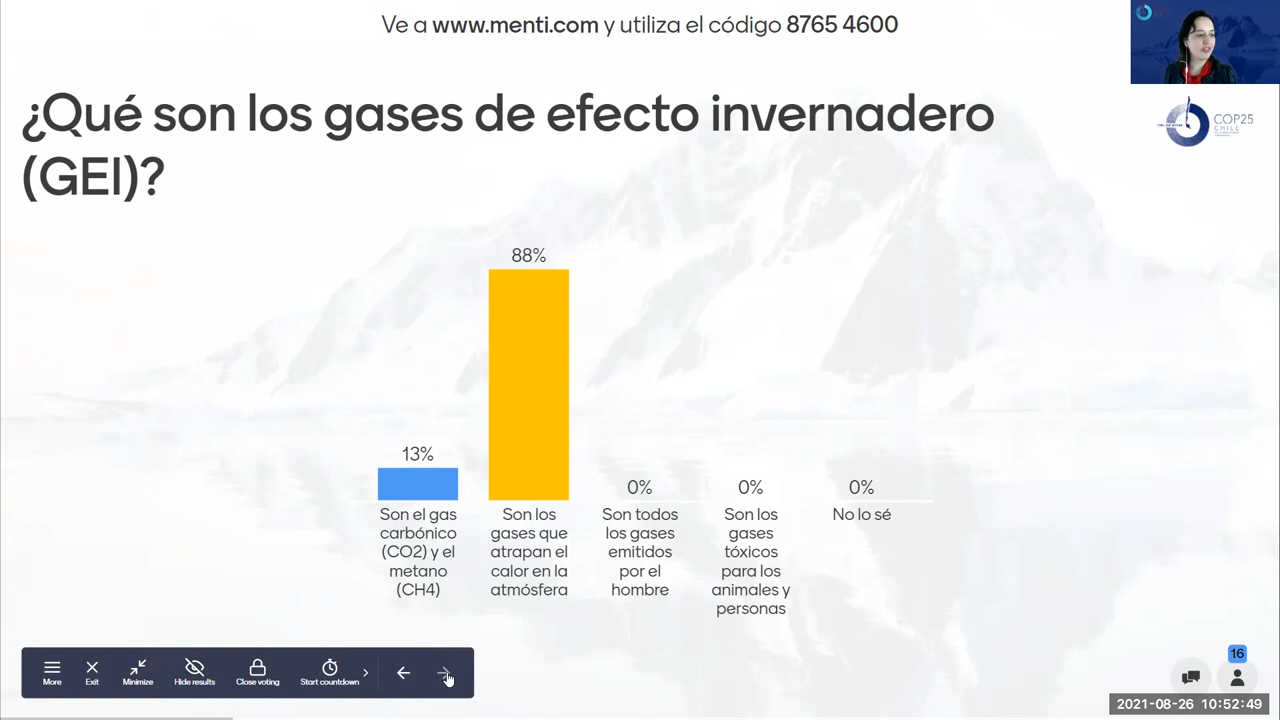 Ve a www.menti.com y utiliza el código 8765 4600
¿Qué son los gases de efecto invernadero
(GEI)?
COP25
CHILE
88%
13%
0%
0%
0%
Son el gas
carbónico
(CO2) y el
metano
(CH4)
Son los
gases que
atrapan el
calor en la
atmósfera
Son todos
los gases
emitidos
por el
hombre
Son los
gases
tóxicos
para los
animales y
personas
No lo sé
More
Exit
Minimize
Hide results
Close voting
Start countdown
16
2021-08-26 10:52:49